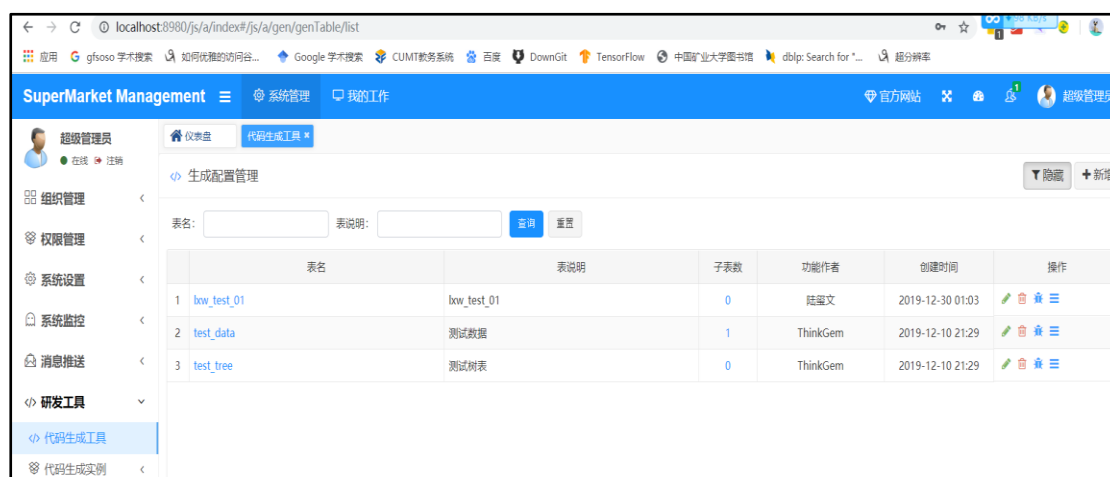 localhost:8980/js/a/index#/js/a/gen/genTable/list
应用 gfsoso 学术搜索 如何优雅的访问谷... Google 学术搜索 CUMT教务系统 百度 DownGit TensorFlow 中国矿业大学图书馆 dblp: Search for "... 超分辨率
SuperMarket Management 系统管理 我的工作 官方网站 1 超级管理员
超级管理员 仪表盘 代码生成工具 ×
在线 注销
生成配置管理 隐藏 新增
组织管理
表名: 表说明: 查询 重置
权限管理
表名 表说明 子表数 功能作者 创建时间 操作
系统设置
1 lxw_test_01 lxw_test_01 0 陆玺文 2019-12-30 01:03
系统监控
2 test_data 测试数据 1 ThinkGem 2019-12-10 21:29
消息推送
3 test_tree 测试树表 0 ThinkGem 2019-12-10 21:29
研发工具
代码生成工具
代码生成实例